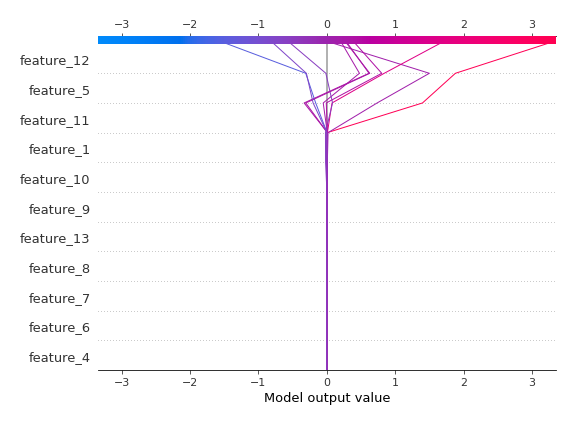 −3 −2 −1 0 1 2 3
feature_12
feature_5
feature_11
feature_1
feature_10
feature_9
feature_13
feature_8
feature_7
feature_6
feature_4
−3 −2 −1 0 1 2 3
Model output value